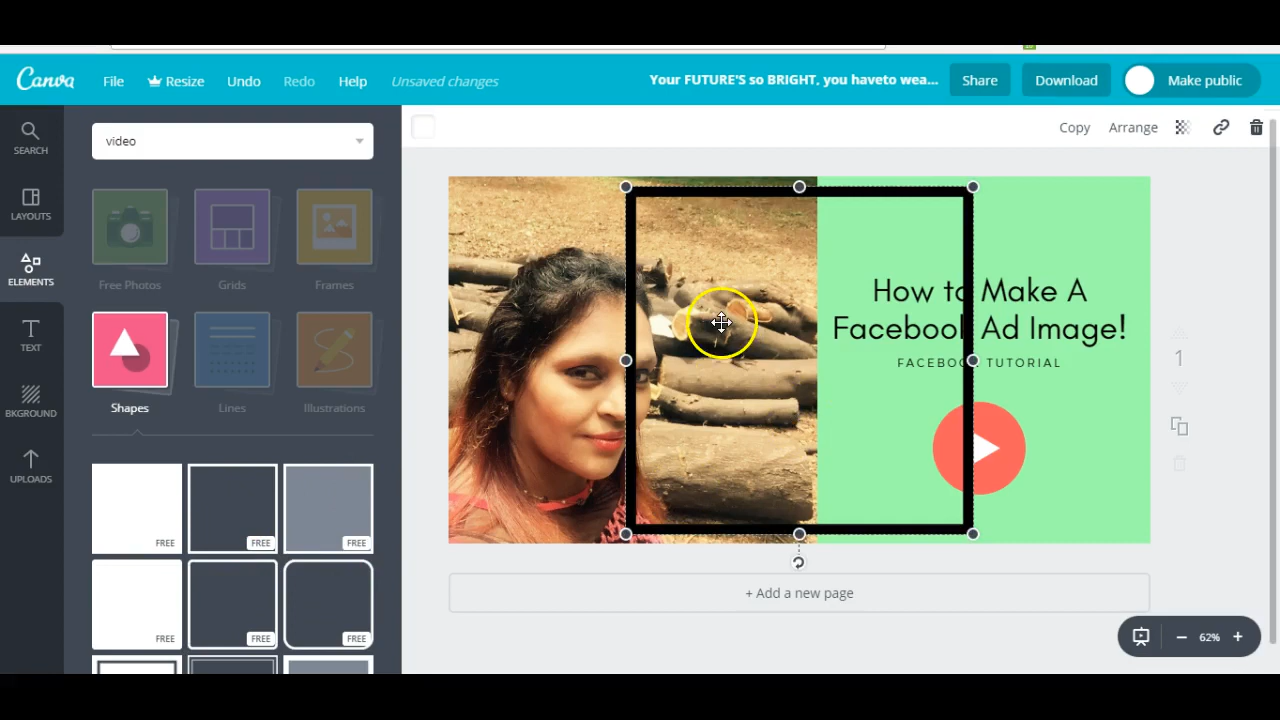 Canva
File
Resize
Undo
Redo
Help
Unsaved changes
Your FUTURE'S so BRIGHT, you haveto wea...
Share
Download
Make public
SEARCH
LAYOUTS
ELEMENTS
TEXT
BKGROUND
UPLOADS
video
Free Photos
Grids
Frames
Shapes
Lines
Illustrations
FREE
FREE
FREE
FREE
FREE
FREE
Copy
Arrange
How to Make A
Facebook Ad Image!
FACEBOOK TUTORIAL
1
+ Add a new page
62%